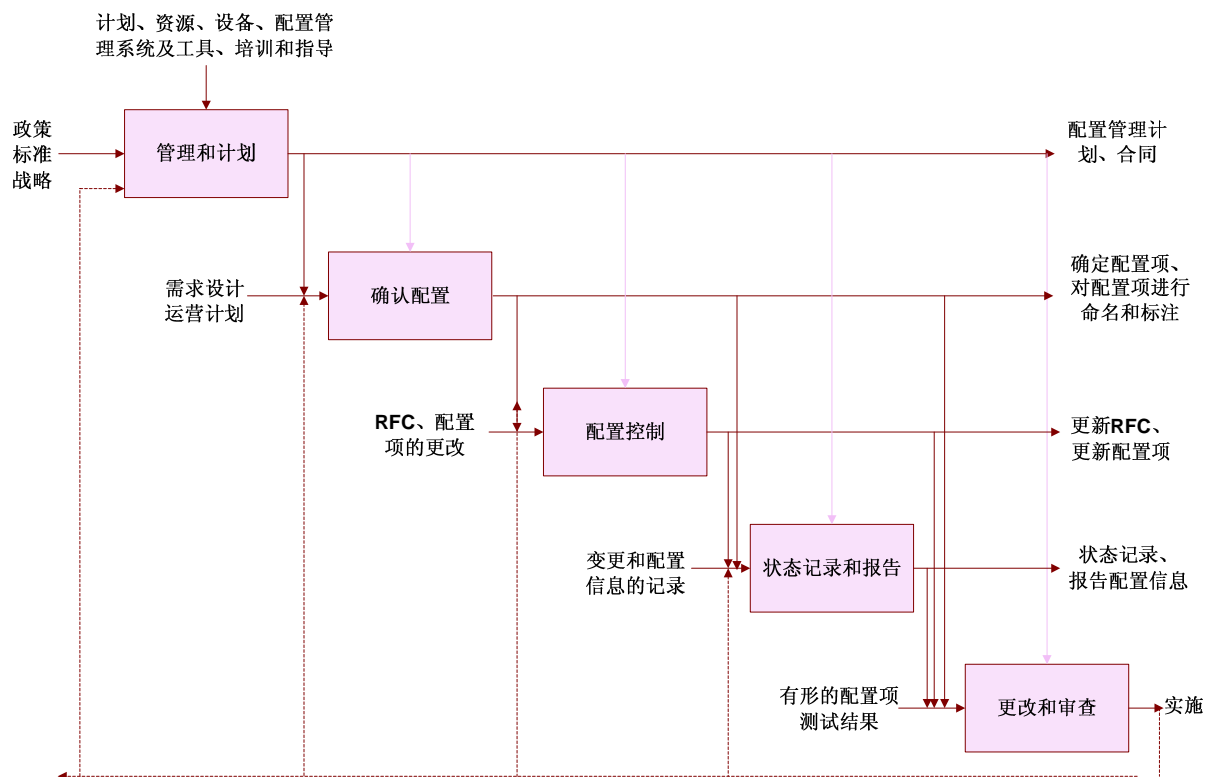 计划、资源、设备、配置管
理系统及工具、培训和指导
政策
标准
战略
管理和计划
配置管理计
划、合同
需求设计
运营计划
确认配置
确定配置项、
对配置项进行
命名和标注
RFC、配置
项的更改
配置控制
更新RFC、
更新配置项
变更和配置
信息的记录
状态记录和报告
状态记录、
报告配置信息
有形的配置项
测试结果
更改和审查
实施